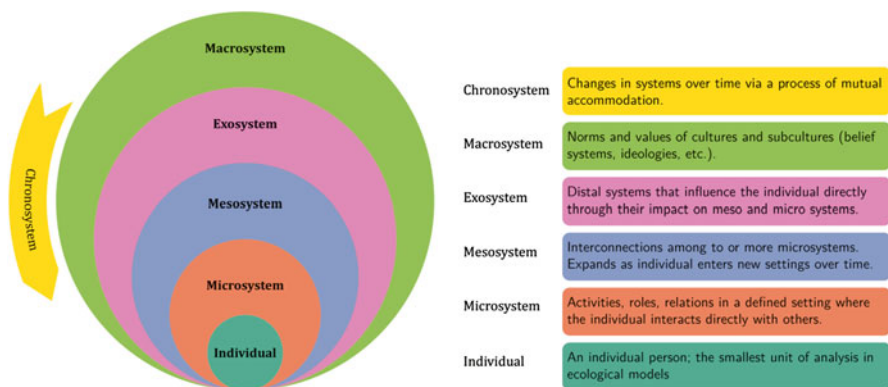 Macrosystem
Exosystem
Mesosystem
Microsystem
Individual
Chronosystem
Chronosystem
Changes in systems over time via a process of mutual
accommodation.
Macrosystem
Norms and values of cultures and subcultures (belief
systems, ideologies, etc.).
Exosystem
Distal systems that influence the individual directly
through their impact on meso and micro systems.
Mesosystem
Interconnections among to or more microsystems.
Expands as individual enters new settings over time.
Microsystem
Activities, roles, relations in a defined setting where
the individual interacts directly with others.
Individual
An individual person; the smallest unit of analysis in
ecological models